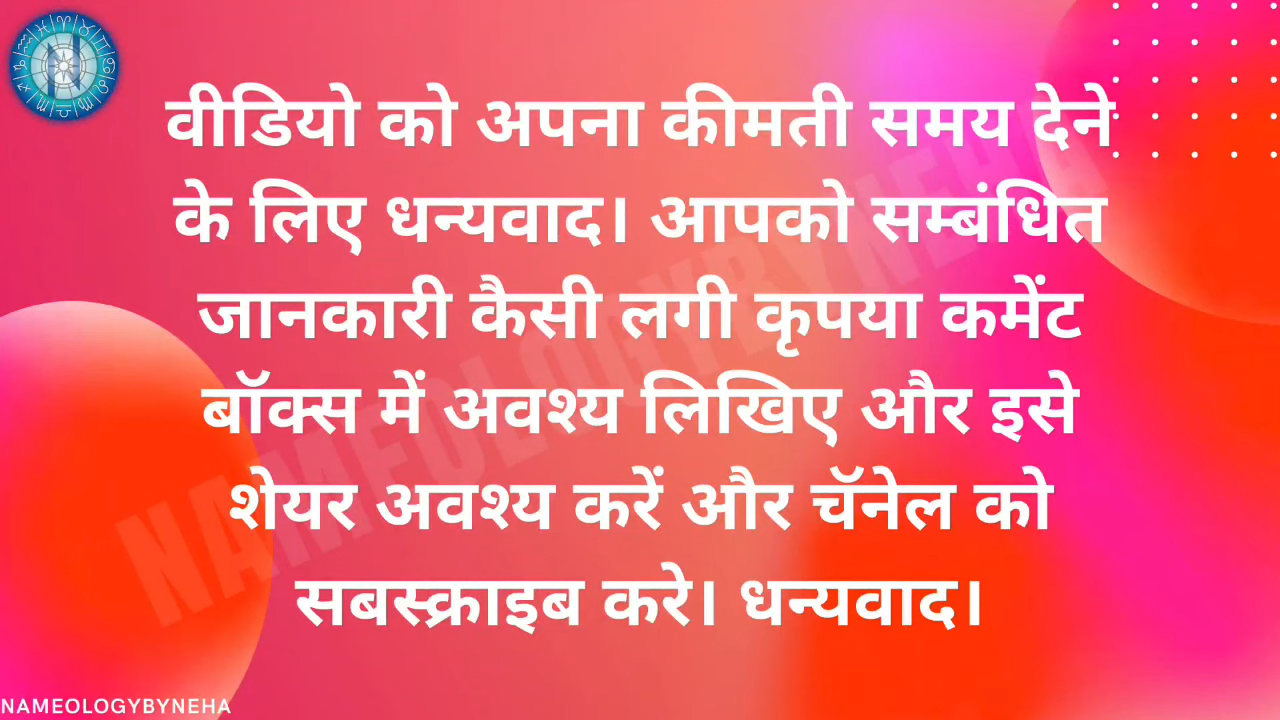 वीडियो को अपना कीमती समय देने
के लिए धन्यवाद। आपको सम्बंधित
जानकारी कैसी लगी कृपया कमेंट
बॉक्स में अवश्य लिखिए और इसे
शेयर अवश्य करें और चॅनेल को
सबस्क्राइब करे। धन्यवाद।
NAMEOLOGYBYNEHA
NAMEOLOGYBYNEHA